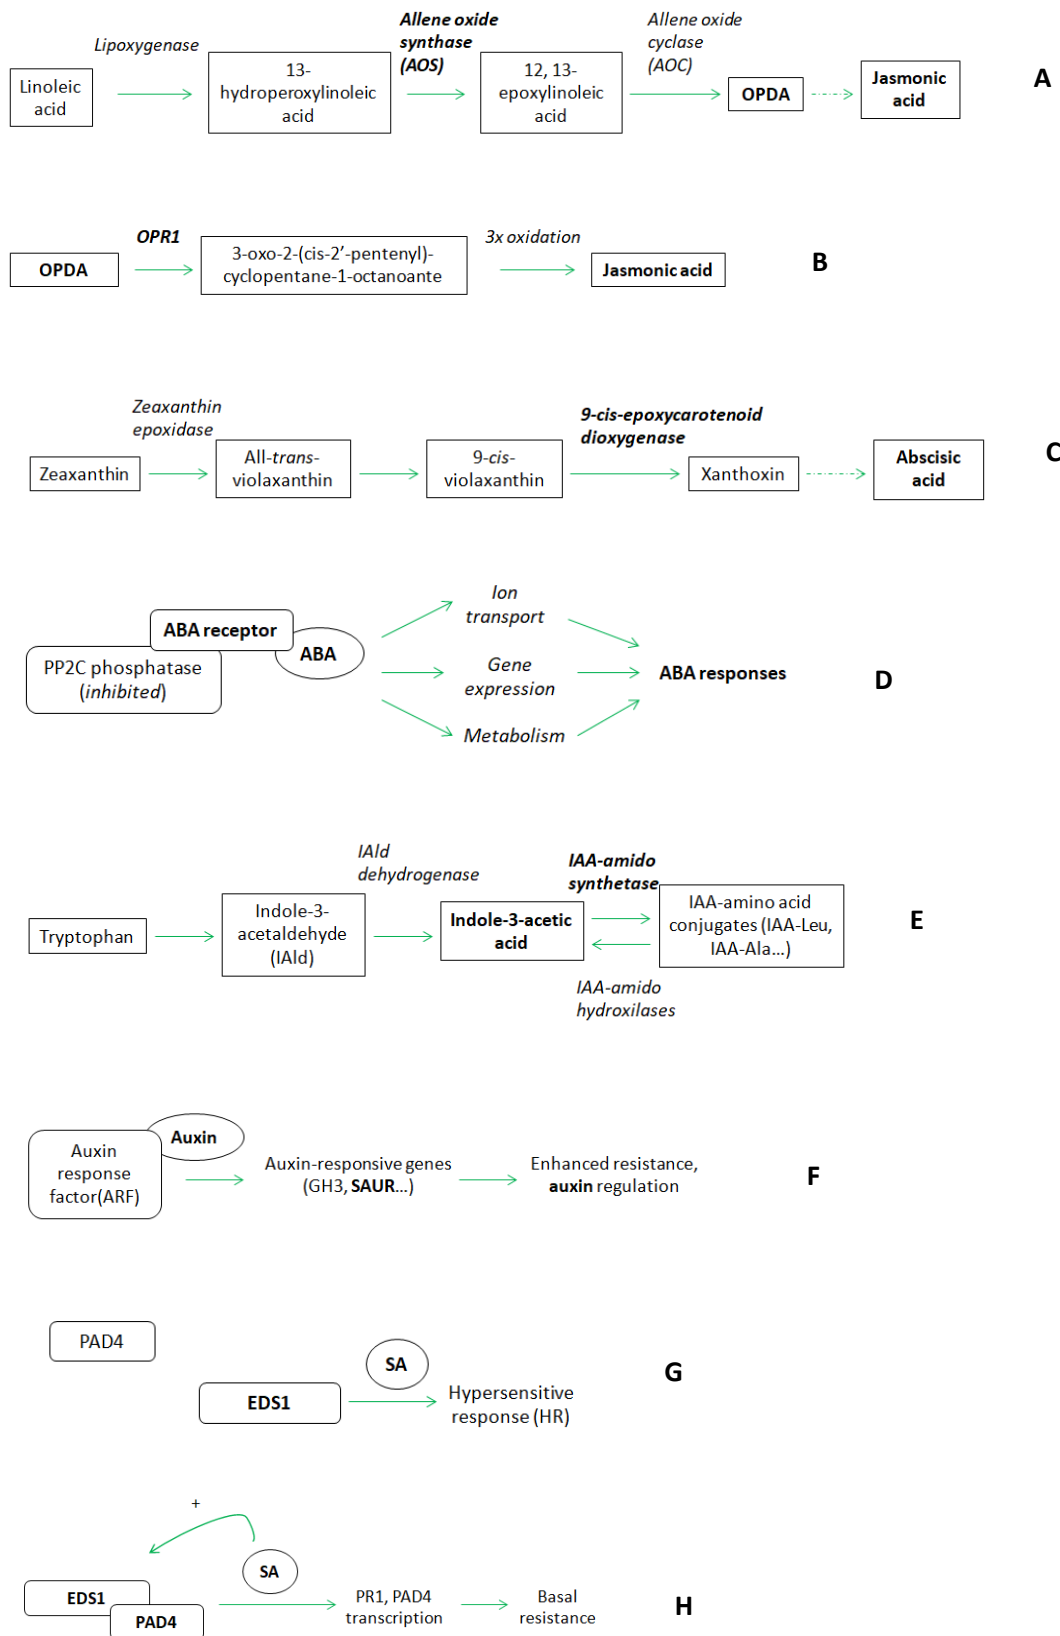 Lipoxygenase
Allene oxide
synthase
(AOS)
Allene oxide
cyclase
(AOC)
Linoleic
acid
13-
hydroperoxylinoleic
acid
12, 13-
epoxylinoleic
acid
OPDA
Jasmonic
acid
A
OPR1
3x oxidation
OPDA
3-oxo-2-(cis-2′-pentenyl)-
cyclopentane-1-octanoante
Jasmonic acid
B
Zeaxanthin
epoxidase
9-cis-epoxycarotenoid
dioxygenase
Zeaxanthin
All-trans-
violaxanthin
9-cis-
violaxanthin
Xanthoxin
Abscisic
acid
C
Ion
transport
ABA receptor
ABA
PP2C phosphatase
(inhibited)
Gene
expression
ABA responses
D
Metabolism
IAld
dehydrogenase
IAA-amido
synthetase
Tryptophan
Indole-3-
acetaldehyde
(IAld)
Indole-3-acetic
acid
IAA-amino acid
conjugates (IAA-Leu,
IAA-Ala...)
E
IAA-amido
hydroxilases
Auxin
Auxin
response
factor(ARF)
Auxin-responsive genes
(GH3, SAUR...)
Enhanced resistance,
auxin regulation
F
PAD4
SA
EDS1
Hypersensitive
response (HR)
G
+
SA
EDS1
PAD4
PR1, PAD4
transcription
Basal
resistance
H